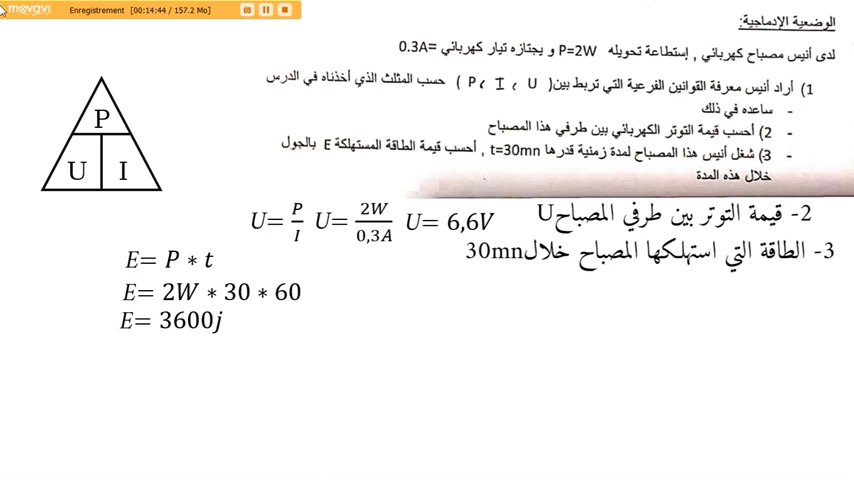 movavi Enregistrement [00:14:44 / 157.2 Mo]
الوضعية الإدماجية:
لدى أنيس مصباح كهربائي , إستطاعة تحويله P=2W و يجتازه تيار كهربائي =0.3A
1) أراد أنيس معرفة القوانين الفرعية التي تربط بين( P ، I ، U ) حسب المثلث الذي أخذناه في الدرس
- ساعده في ذلك
- 2) أحسب قيمة التوتر الكهربائي بين طرفي هذا المصباح
- 3) شغل أنيس هذا المصباح لمدة زمنية قدرها t=30mn , أحسب قيمة الطاقة المستهلكة E بالجول
خلال هذه المدة
P
U I
2- قيمة التوتر بين طرفي المصباحU
U= P/I U= 2W/0,3A U= 6,6V
3- الطاقة التي استهلكها المصباح خلال30mn
E= P * t
E= 2W * 30 * 60
E= 3600j